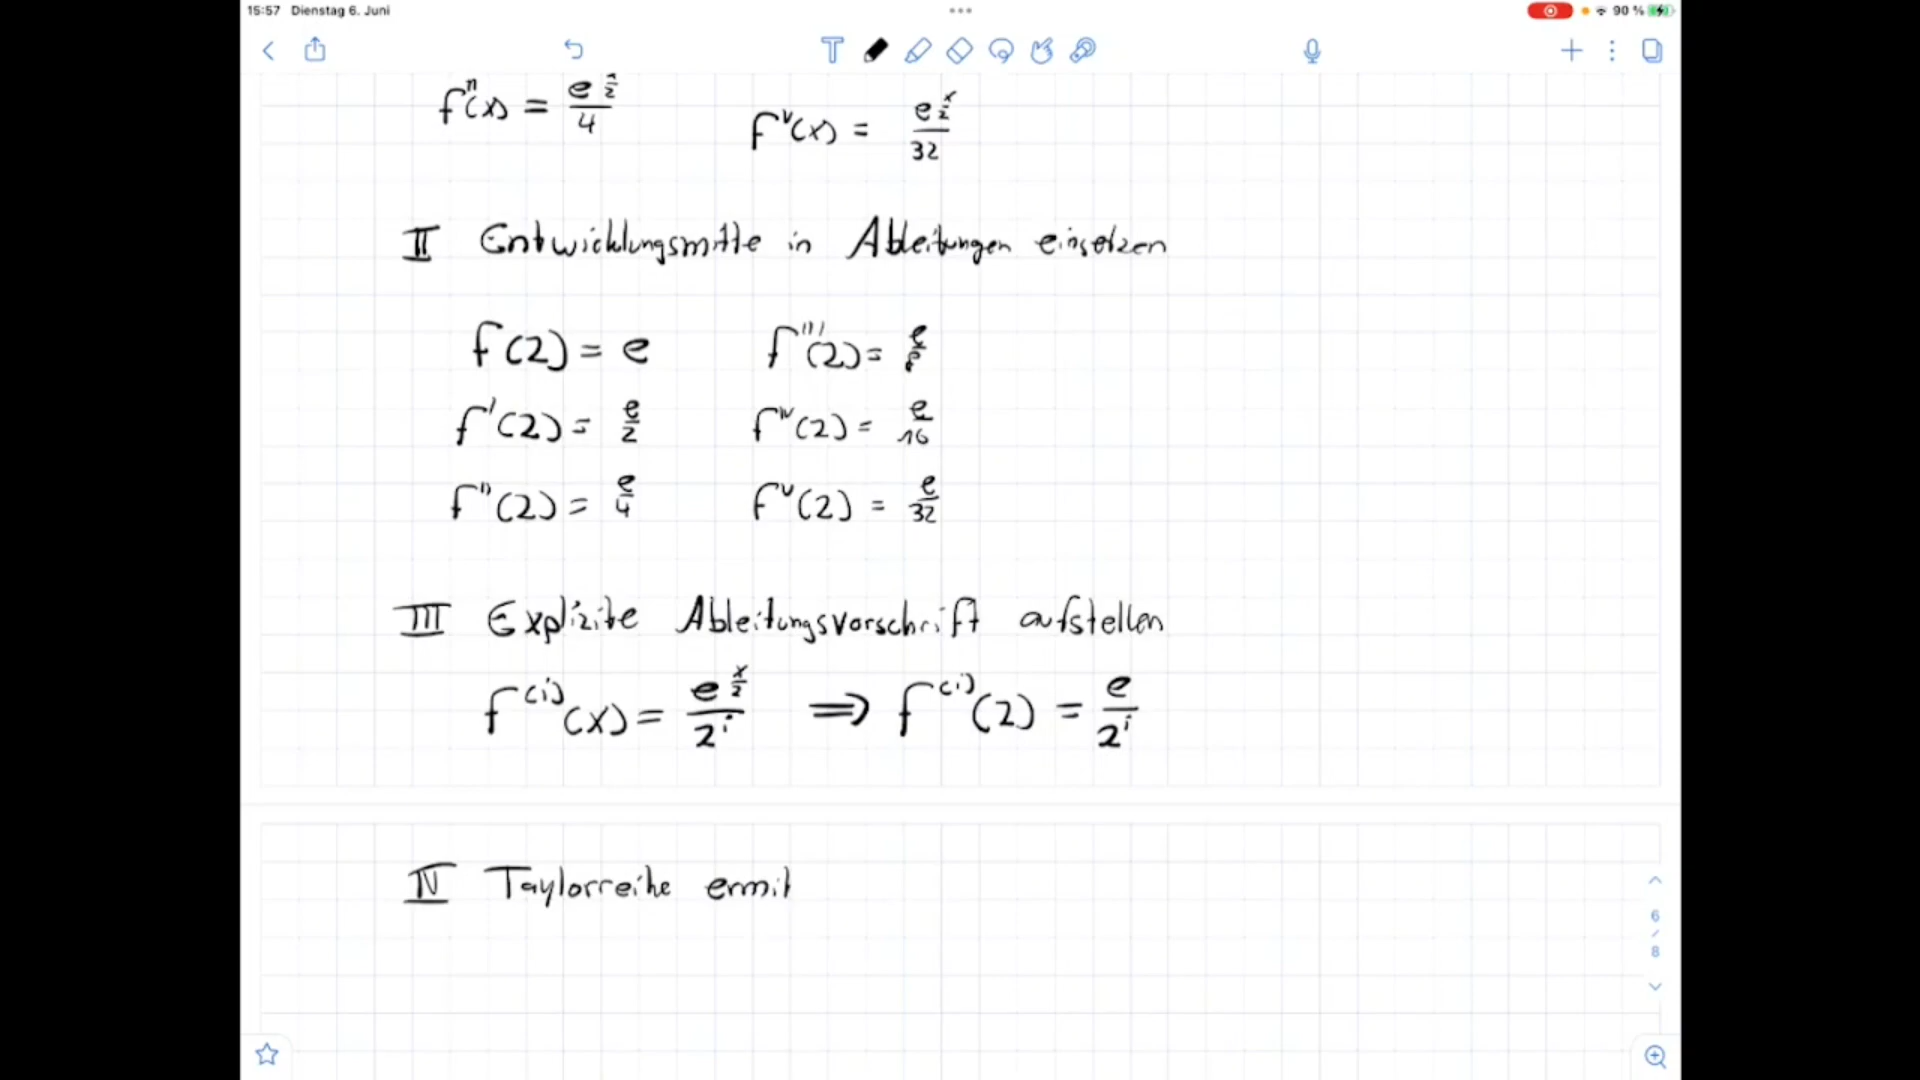 15:57 Dienstag 6. Juni 90 %
f''(x) = e^(x/2)/4 f^V(x) = e^(x/2)/32
II Entwicklungsmitte in Ableitungen einsetzen
f(2) = e f'''(2) = e/8
f'(2) = e/2 f^IV(2) = e/16
f''(2) = e/4 f^V(2) = e/32
III Explizite Ableitungsvorschrift aufstellen
f^(i)(x) = e^(x/2)/2^i ⟹ f^(i)(2) = e/2^i
IV Taylorreihe ermit
6
/
8